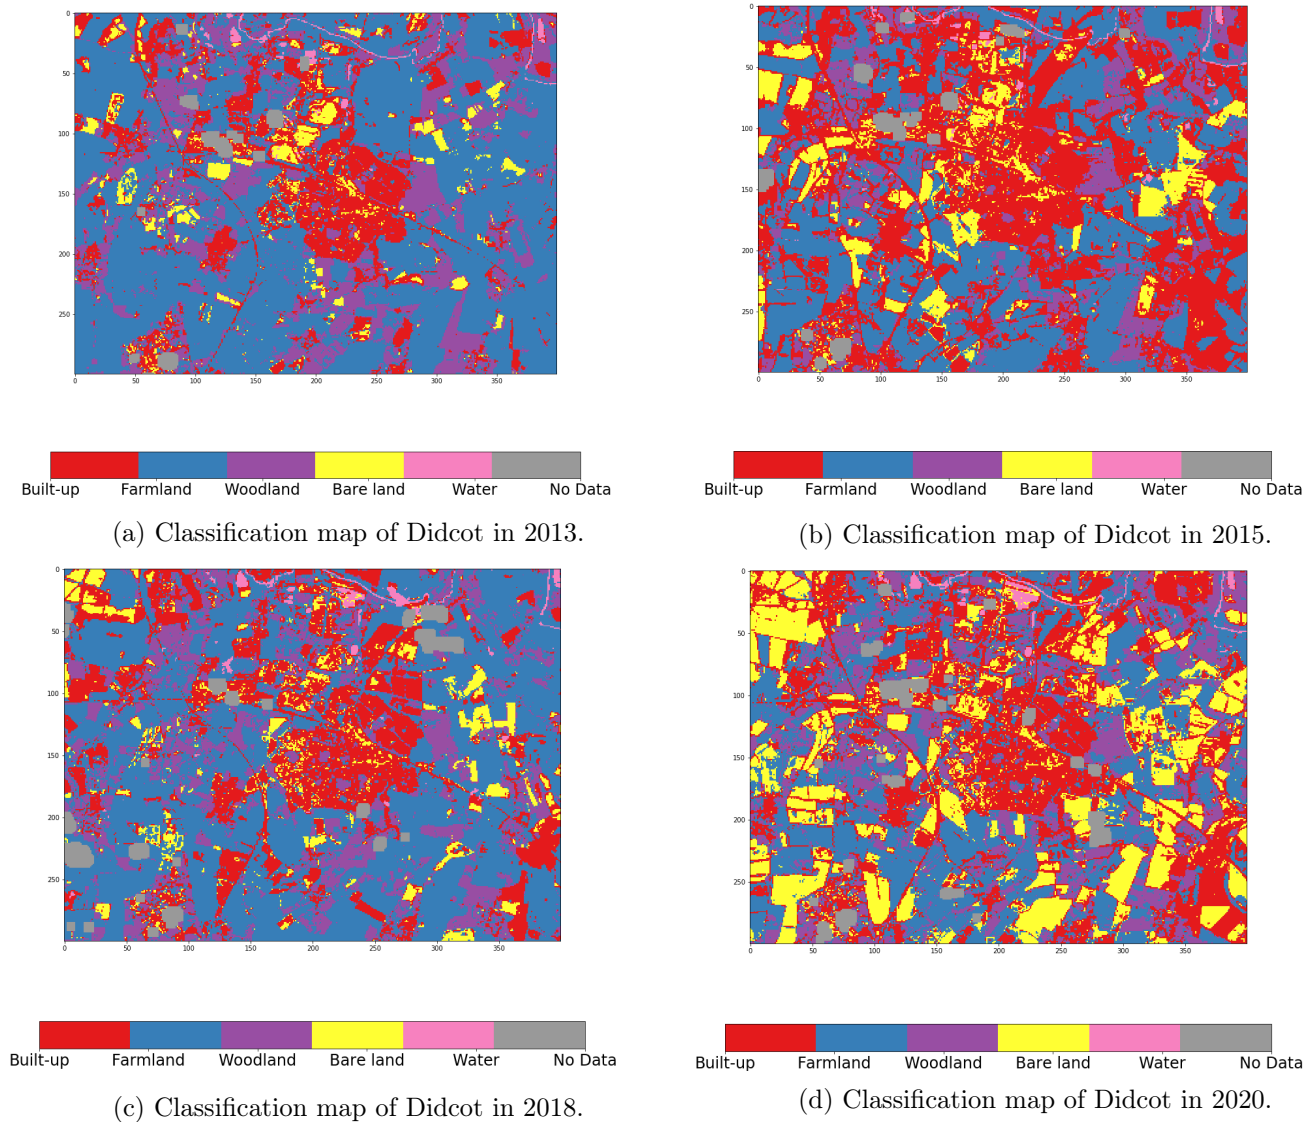 0
50
100
150
200
250
0 50 100 150 200 250 300 350
Built-up Farmland Woodland Bare land Water No Data
(a) Classification map of Didcot in 2013.
0
50
100
150
200
250
0 50 100 150 200 250 300 350
Built-up Farmland Woodland Bare land Water No Data
(b) Classification map of Didcot in 2015.
0
50
100
150
200
250
0 50 100 150 200 250 300 350
Built-up Farmland Woodland Bare land Water No Data
(c) Classification map of Didcot in 2018.
0
50
100
150
200
250
0 50 100 150 200 250 300 350
Built-up Farmland Woodland Bare land Water No Data
(d) Classification map of Didcot in 2020.